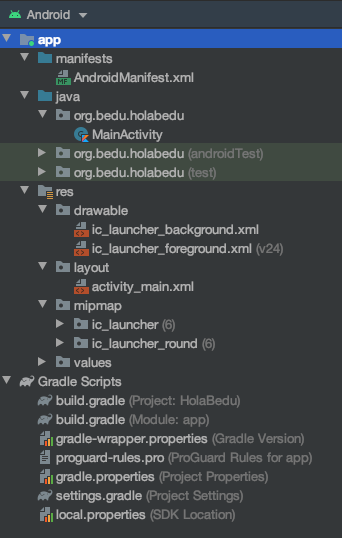 Android
app
manifests
AndroidManifest.xml
java
org.bedu.holabedu
MainActivity
org.bedu.holabedu (androidTest)
org.bedu.holabedu (test)
res
drawable
ic_launcher_background.xml
ic_launcher_foreground.xml (v24)
layout
activity_main.xml
mipmap
ic_launcher (6)
ic_launcher_round (6)
values
Gradle Scripts
build.gradle (Project: HolaBedu)
build.gradle (Module: app)
gradle-wrapper.properties (Gradle Version)
proguard-rules.pro (ProGuard Rules for app)
gradle.properties (Project Properties)
settings.gradle (Project Settings)
local.properties (SDK Location)